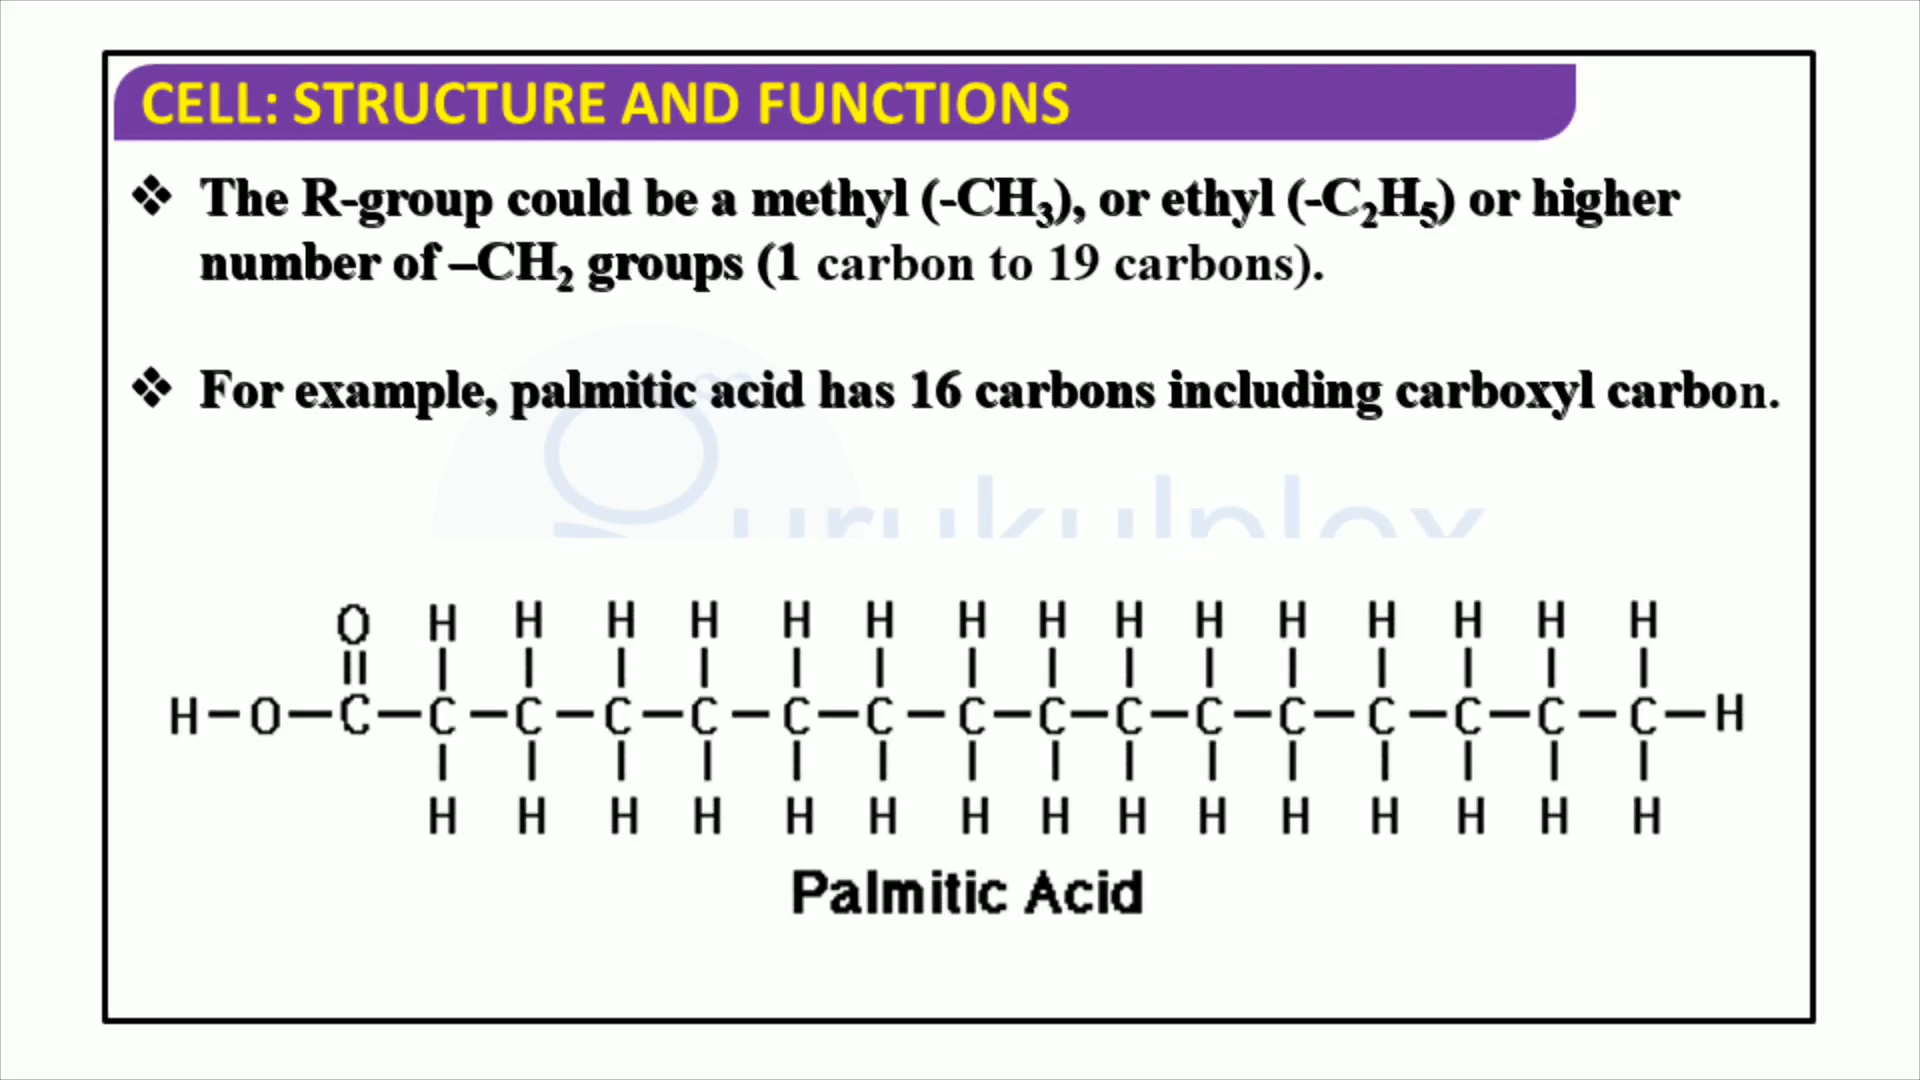 CELL: STRUCTURE AND FUNCTIONS
❖ The R-group could be a methyl (-CH₃), or ethyl (-C₂H₅) or higher
number of –CH₂ groups (1 carbon to 19 carbons).
❖ For example, palmitic acid has 16 carbons including carboxyl carbon.
urukulplex
O H H H H H H H H H H H H H H H
H–O–C–C–C–C–C–C–C–C–C–C–C–C–C–C–C–C–H
H H H H H H H H H H H H H H H
Palmitic Acid